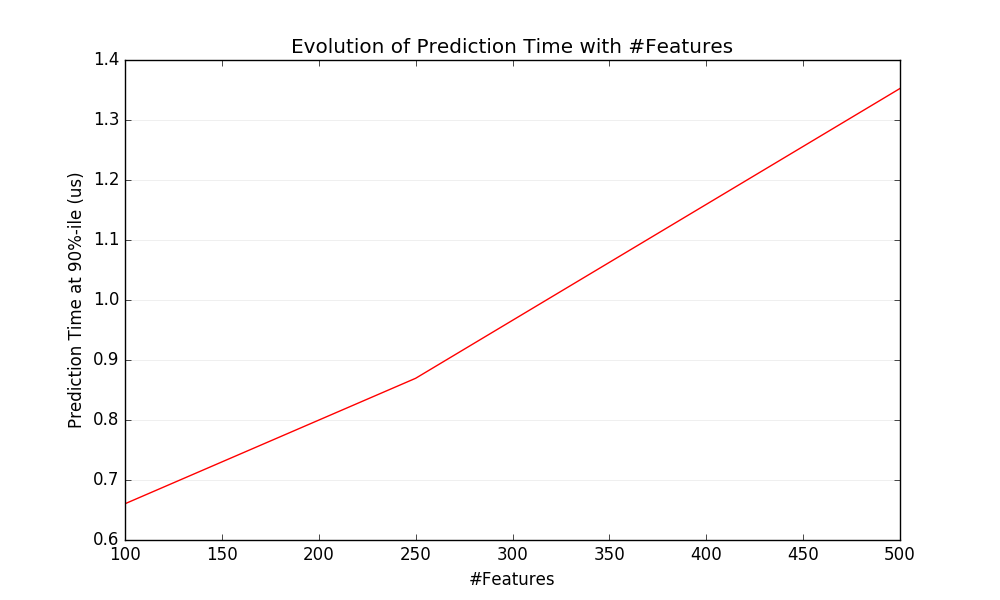 Evolution of Prediction Time with #Features
Prediction Time at 90%-ile (us)
1.4
1.3
1.2
1.1
1.0
0.9
0.8
0.7
0.6
100 150 200 250 300 350 400 450 500
#Features